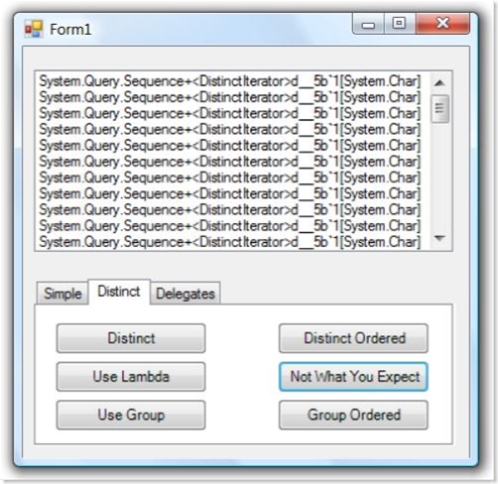 Form1
System.Query.Sequence+<DistinctIterator>d__5b`1[System.Char]
System.Query.Sequence+<DistinctIterator>d__5b`1[System.Char]
System.Query.Sequence+<DistinctIterator>d__5b`1[System.Char]
System.Query.Sequence+<DistinctIterator>d__5b`1[System.Char]
System.Query.Sequence+<DistinctIterator>d__5b`1[System.Char]
System.Query.Sequence+<DistinctIterator>d__5b`1[System.Char]
System.Query.Sequence+<DistinctIterator>d__5b`1[System.Char]
System.Query.Sequence+<DistinctIterator>d__5b`1[System.Char]
System.Query.Sequence+<DistinctIterator>d__5b`1[System.Char]
System.Query.Sequence+<DistinctIterator>d__5b`1[System.Char]
System.Query.Sequence+<DistinctIterator>d__5b`1[System.Char]
Simple Distinct Delegates
Distinct Distinct Ordered
Use Lambda Not What You Expect
Use Group Group Ordered